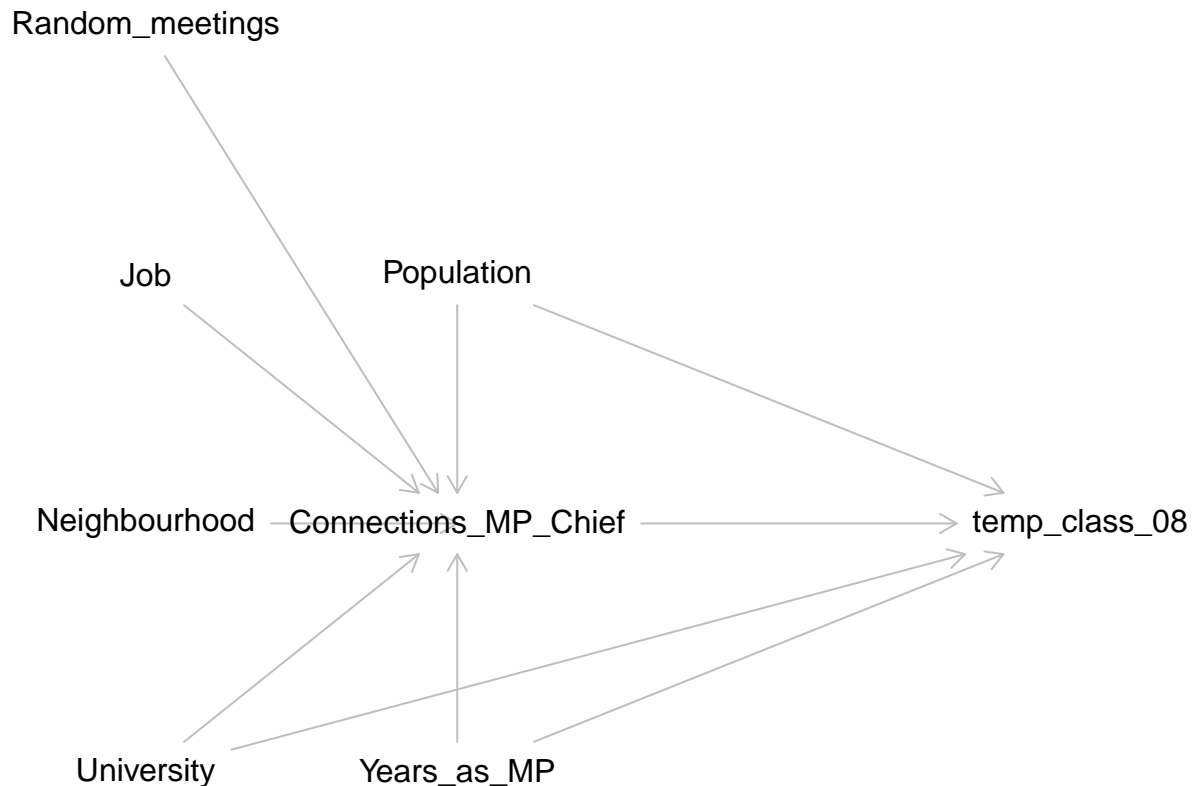 Random_meetings
Job
Population
Neighbourhood
Connections_MP_Chief
temp_class_08
University
Years_as_MP